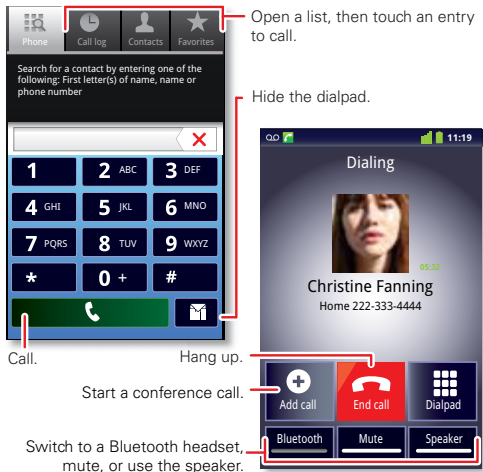 Phone Call log Contacts Favorites
Search for a contact by entering one of the
following: First letter(s) of name, name or
phone number
1 2 ABC 3 DEF
4 GHI 5 JKL 6 MNO
7 PQRS 8 TUV 9 WXYZ
* 0 + #
Open a list, then touch an entry
to call.
Hide the dialpad.
Call.
11:19
Dialing
05:32
Christine Fanning
Home 222-333-4444
Hang up.
Start a conference call.
Add call End call Dialpad
Switch to a Bluetooth headset,
mute, or use the speaker.
Bluetooth Mute Speaker